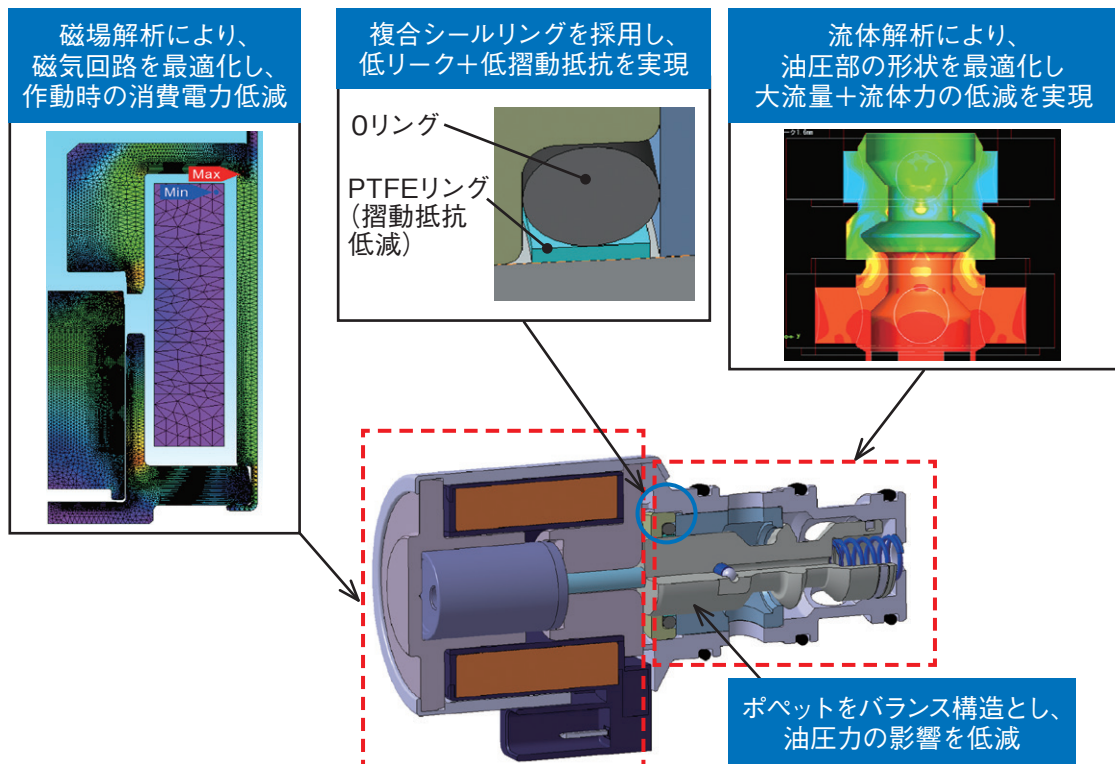 磁場解析により、
磁気回路を最適化し、
作動時の消費電力低減
Max
Min
複合シールリングを採用し、
低リーク+低摺動抵抗を実現
Oリング
PTFEリング
(摺動抵抗
低減)
流体解析により、
油圧部の形状を最適化し
大流量+流体力の低減を実現
ポペットをバランス構造とし、
油圧力の影響を低減